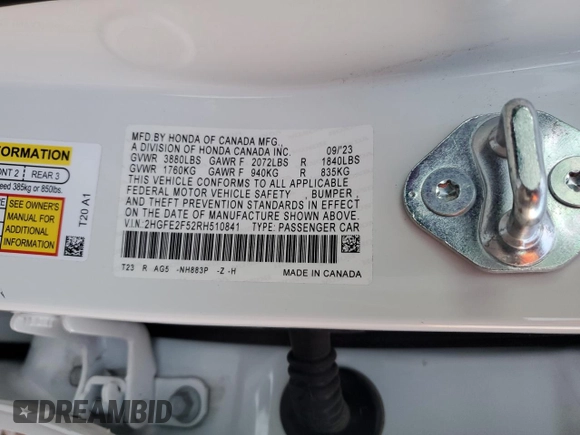 MFD BY HONDA OF CANADA MFG.,
A DIVISION OF HONDA CANADA INC. 09/'23
GVWR 3880LBS GAWR F 2072LBS R 1840LBS
GVWR 1760KG GAWR F 940KG R 835KG
THIS VEHICLE CONFORMS TO ALL APPLICABLE
FEDERAL MOTOR VEHICLE SAFETY , BUMPER ,
AND THEFT PREVENTION STANDARDS IN EFFECT
ON THE DATE OF MANUFACTURE SHOWN ABOVE.
V.I.N. 2HGFE2F52RH510841 TYPE: PASSENGER CAR
T23 R AG5 -NH883P -Z -H MADE IN CANADA
FORMATION
ONT 2 REAR 3
eed 385kg or 850lbs.
SEE OWNER'S
MANUAL FOR
ADDITIONAL
INFORMATION
T20 A1
DREAMBID